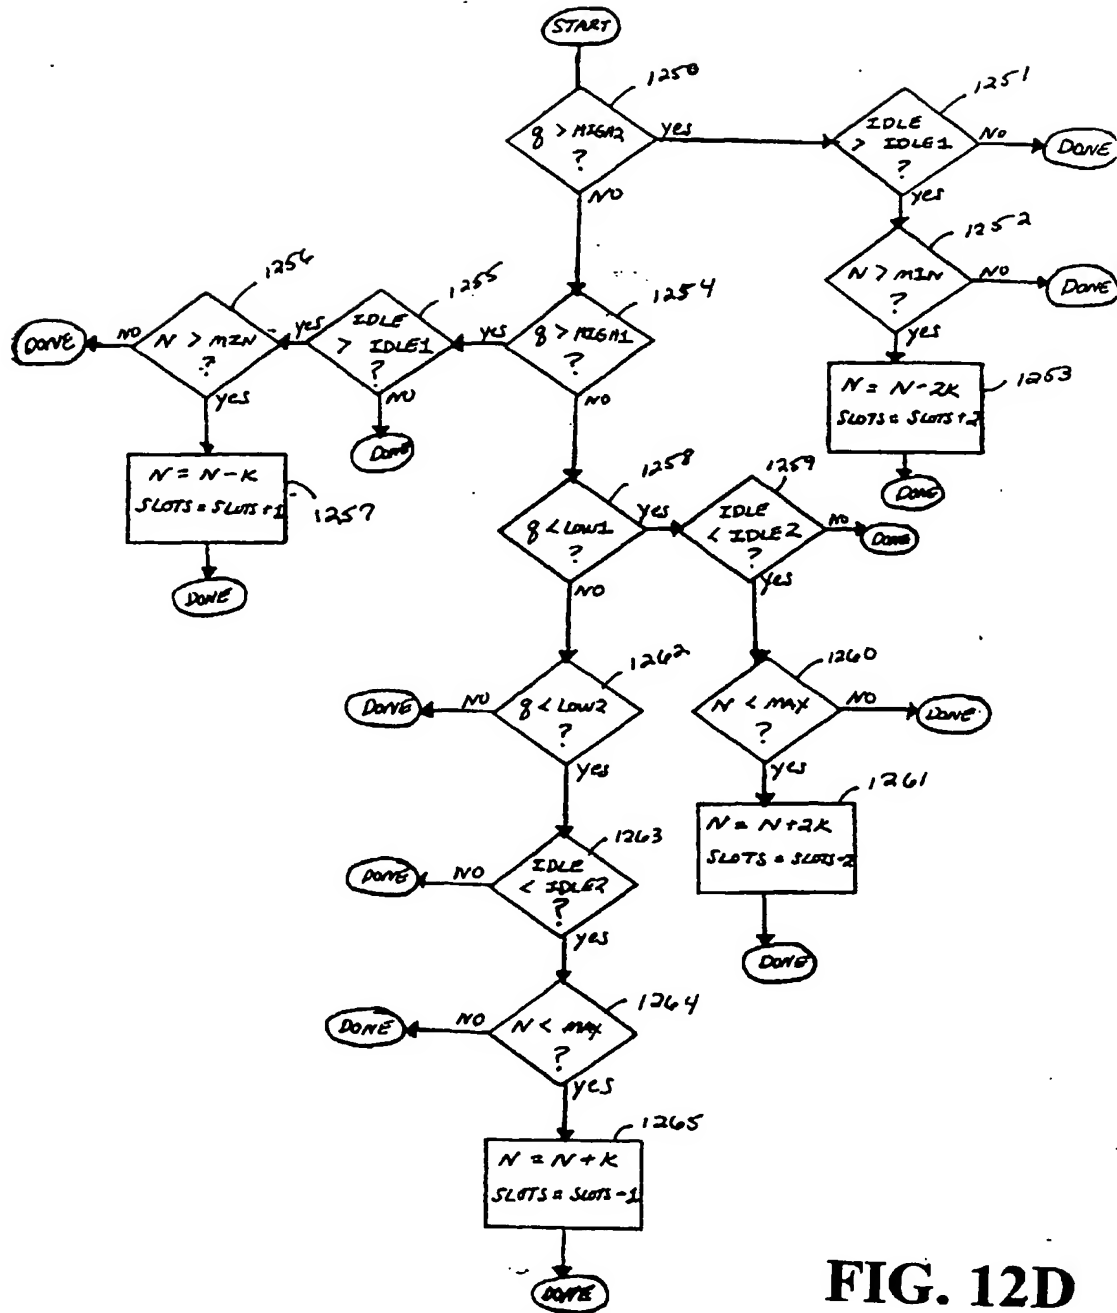 START
1250
q > HIGH2
?
yes
NO
1251
IDLE
> IDLE1
?
NO
DONE
yes
1252
N > MIN
?
NO
DONE
yes
1253
N = N-2K
SLOTS = SLOTS+2
DONE
1254
q > HIGH1
?
yes
NO
1255
IDLE
> IDLE1
?
yes
NO
DONE
1256
N > MIN
?
NO
DONE
yes
N = N-K
SLOTS = SLOTS+1
1257
DONE
1258
q < LOW1
?
yes
NO
1259
IDLE
< IDLE2
?
NO
DONE
yes
1260
N < MAX
?
NO
DONE
yes
1261
N = N+2K
SLOTS = SLOTS-2
DONE
1262
q < LOW2
?
NO
DONE
yes
1263
IDLE
< IDLE2
?
NO
DONE
yes
1264
N < MAX
?
NO
DONE
yes
1265
N = N+K
SLOTS = SLOTS-1
DONE
FIG. 12D